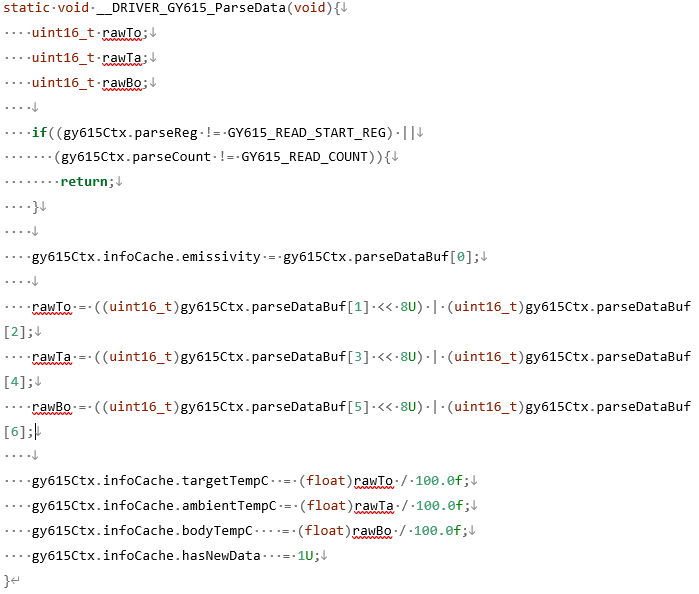 static void __DRIVER_GY615_ParseData(void){
    uint16_t rawTo;
    uint16_t rawTa;
    uint16_t rawBo;
    
    if((gy615Ctx.parseReg != GY615_READ_START_REG) ||
       (gy615Ctx.parseCount != GY615_READ_COUNT)){
        return;
    }
    
    gy615Ctx.infoCache.emissivity = gy615Ctx.parseDataBuf[0];
    
    rawTo = ((uint16_t)gy615Ctx.parseDataBuf[1] << 8U) | (uint16_t)gy615Ctx.parseDataBuf
[2];
    rawTa = ((uint16_t)gy615Ctx.parseDataBuf[3] << 8U) | (uint16_t)gy615Ctx.parseDataBuf
[4];
    rawBo = ((uint16_t)gy615Ctx.parseDataBuf[5] << 8U) | (uint16_t)gy615Ctx.parseDataBuf
[6];
    
    gy615Ctx.infoCache.targetTempC  = (float)rawTo / 100.0f;
    gy615Ctx.infoCache.ambientTempC = (float)rawTa / 100.0f;
    gy615Ctx.infoCache.bodyTempC    = (float)rawBo / 100.0f;
    gy615Ctx.infoCache.hasNewData   = 1U;
}